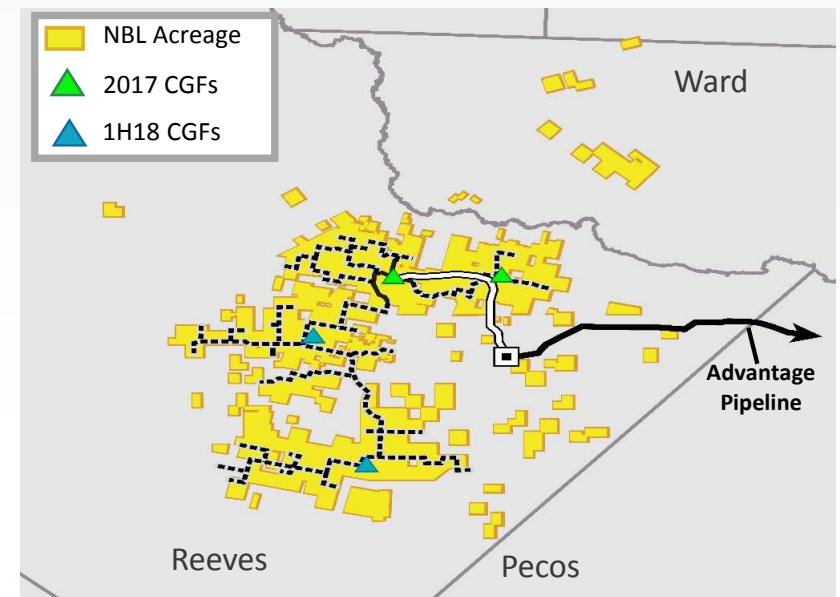 NBL Acreage
2017 CGFs
1H18 CGFs
Ward
Advantage
Pipeline
Reeves
Pecos